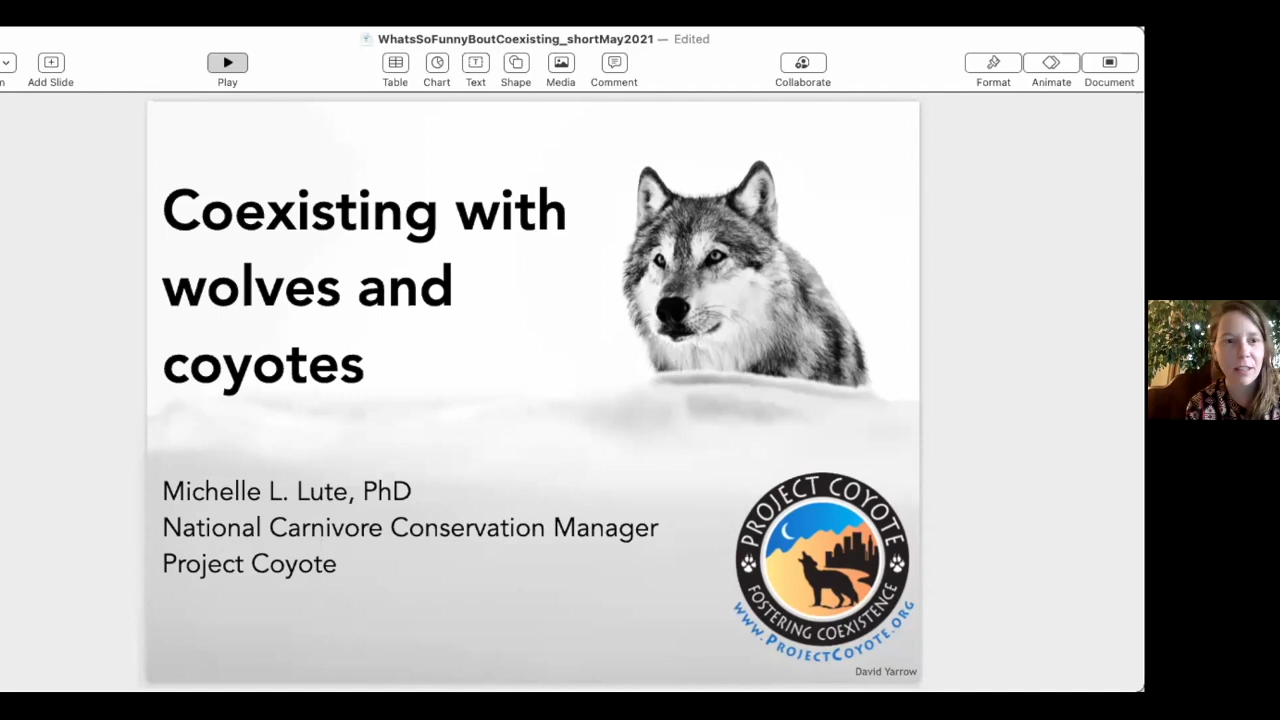 WhatsSoFunnyBoutCoexisting_shortMay2021 — Edited
Add Slide
Play
Table
Chart
Text
Shape
Media
Comment
Collaborate
Format
Animate
Document
Coexisting with
wolves and
coyotes
Michelle L. Lute, PhD
National Carnivore Conservation Manager
Project Coyote
PROJECT COYOTE
FOSTERING COEXISTENCE
www.ProjectCoyote.org
David Yarrow